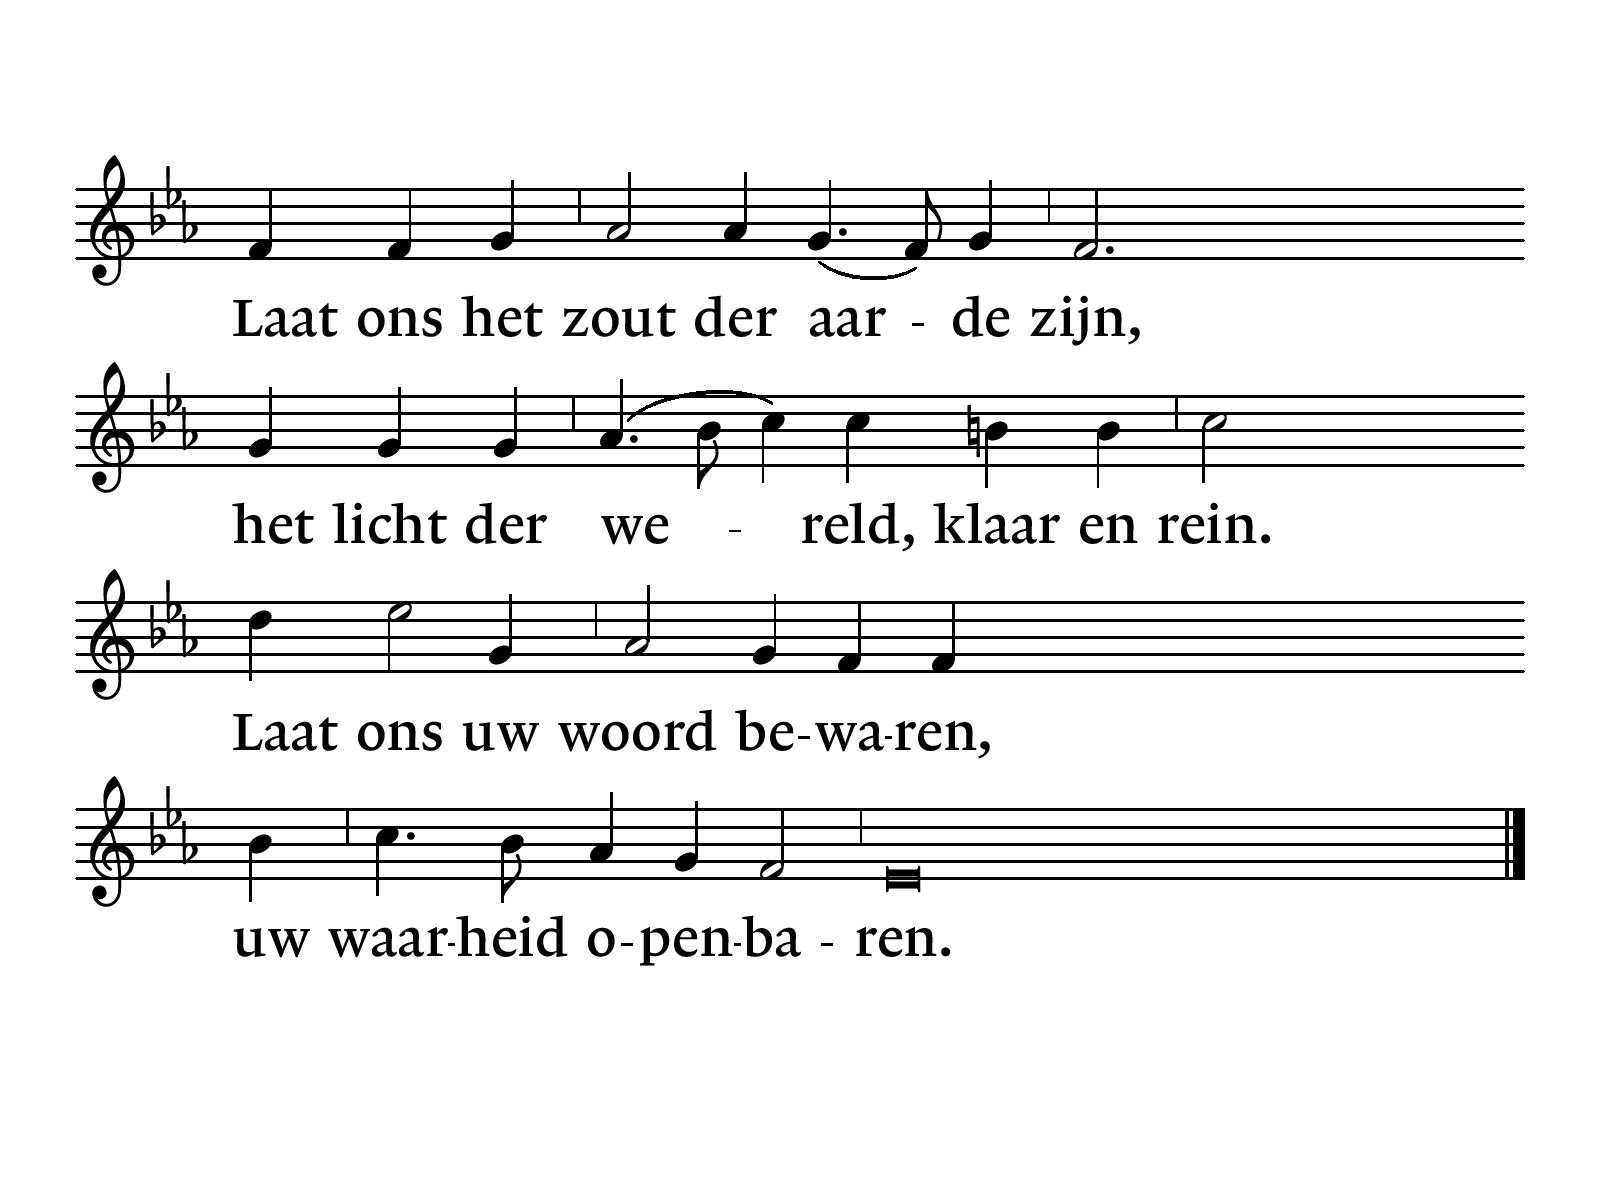 Laat ons het zout der aar - de zijn,
het licht der we - reld, klaar en rein.
Laat ons uw woord be-wa-ren,
uw waar-heid o-pen-ba - ren.